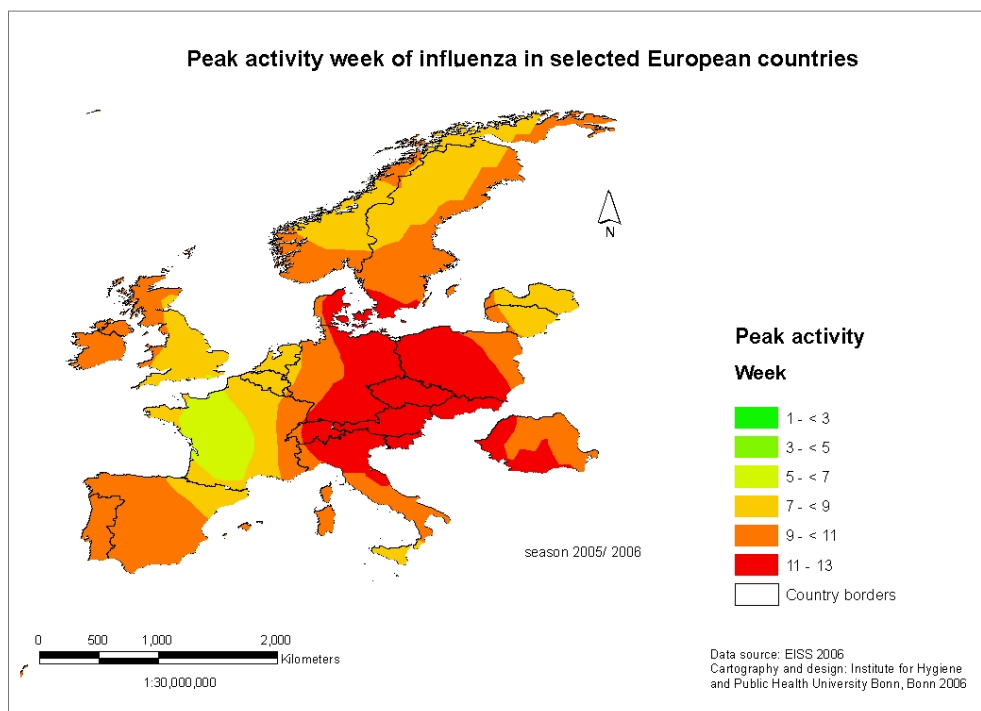 Peak activity week of influenza in selected European countries
N
Peak activity
Week
1 - < 3
3 - < 5
5 - < 7
7 - < 9
9 - < 11
11 - 13
Country borders
season 2005/ 2006
0 500 1,000 2,000
Kilometers
1:30,000,000
Data source: EISS 2006
Cartography and design: Institute for Hygiene
and Public Health University Bonn, Bonn 2006